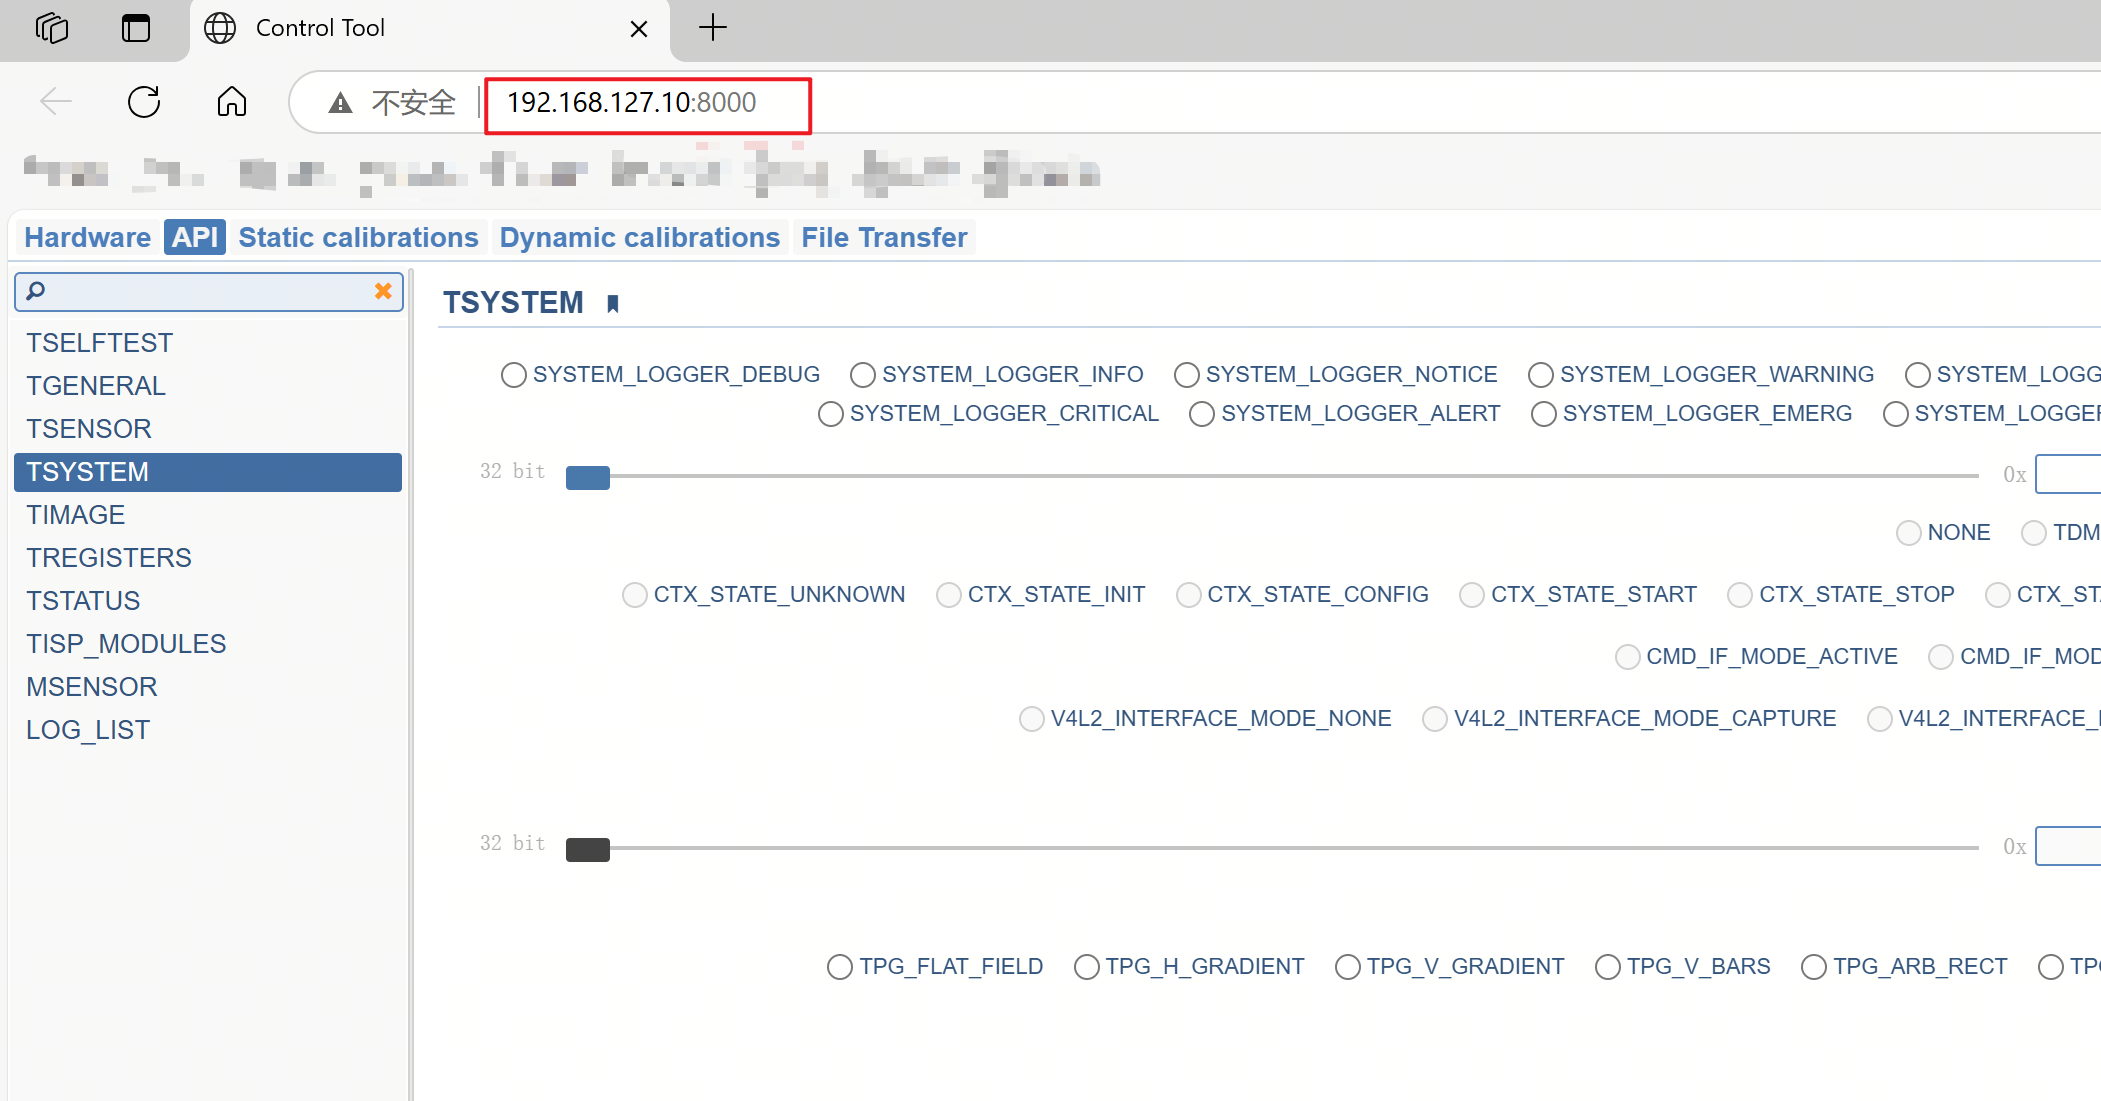 Control Tool
不安全 192.168.127.10:8000
Hardware API Static calibrations Dynamic calibrations File Transfer
TSELFTEST
TGENERAL
TSENSOR
TSYSTEM
TIMAGE
TREGISTERS
TSTATUS
TISP_MODULES
MSENSOR
LOG_LIST
TSYSTEM
SYSTEM_LOGGER_DEBUG SYSTEM_LOGGER_INFO SYSTEM_LOGGER_NOTICE SYSTEM_LOGGER_WARNING SYSTEM_LOGG
SYSTEM_LOGGER_CRITICAL SYSTEM_LOGGER_ALERT SYSTEM_LOGGER_EMERG SYSTEM_LOGGER
32 bit 0x
NONE TDM
CTX_STATE_UNKNOWN CTX_STATE_INIT CTX_STATE_CONFIG CTX_STATE_START CTX_STATE_STOP CTX_STA
CMD_IF_MODE_ACTIVE CMD_IF_MOD
V4L2_INTERFACE_MODE_NONE V4L2_INTERFACE_MODE_CAPTURE V4L2_INTERFACE_
32 bit 0x
TPG_FLAT_FIELD TPG_H_GRADIENT TPG_V_GRADIENT TPG_V_BARS TPG_ARB_RECT TPG